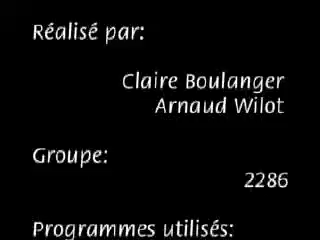 Réalisé par:
Claire Boulanger
Arnaud Wilot
Groupe:
2286
Programmes utilisés: